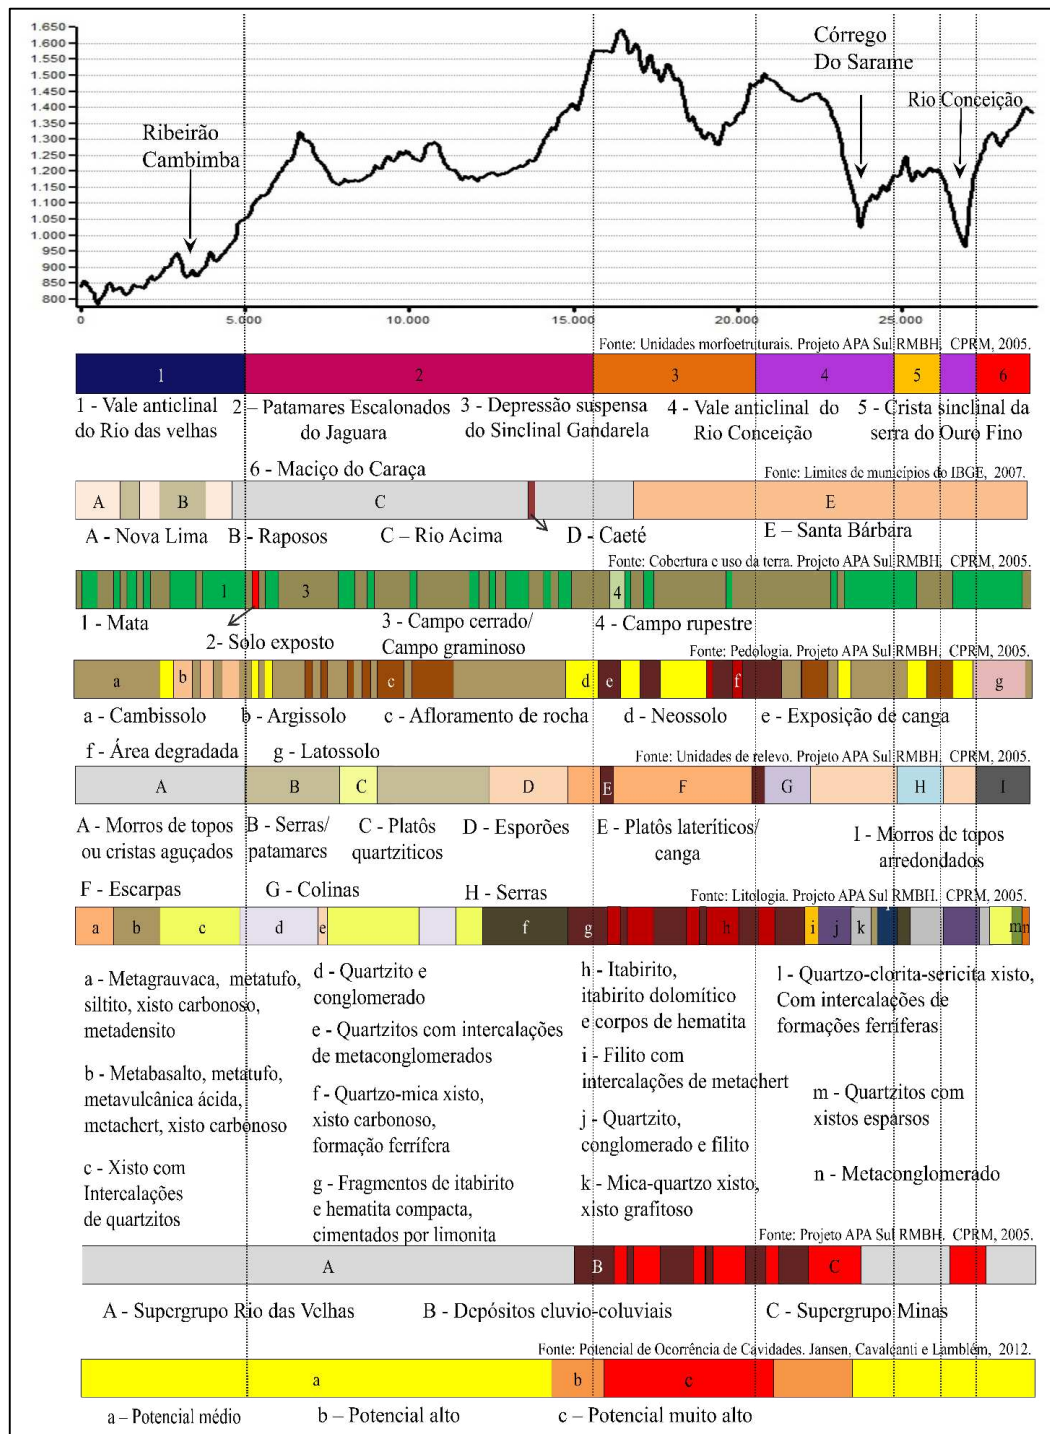 1.650
1.600
1.550
1.500
1.450
1.400
1.350
1.300
1.250
1.200
1.150
1.100
1.050
1.000
950
900
850
800
Ribeirão
Cambimba
Córrego
Do Sarame
Rio Conceição
0 5.000 10.000 15.000 20.000 25.000
Fonte: Unidades morfoetruturais. Projeto APA Sul RMBH, CPRM, 2005.
1 2 3 4 5 6
1 - Vale anticlinal
do Rio das velhas
2 – Patamares Escalonados
do Jaguara
3 - Depressão suspensa
do Sinclinal Gandarela
4 - Vale anticlinal do
Rio Conceição
5 - Crista sinclinal da
serra do Ouro Fino
6 - Maciço do Caraça
Fonte: Limites de municípios do IBGE, 2007.
A B C E
A - Nova Lima B - Raposos C – Rio Acima D - Caeté E – Santa Bárbara
Fonte: Cobertura e uso da terra. Projeto APA Sul RMBH, CPRM, 2005.
1 3 4
1 - Mata
2- Solo exposto
3 - Campo cerrado/
Campo graminoso
4 - Campo rupestre
Fonte: Pedologia. Projeto APA Sul RMBH. CPRM, 2005.
a b c d e f g
a - Cambissolo b - Argissolo c - Afloramento de rocha d - Neossolo e - Exposição de canga
f - Área degradada g - Latossolo
Fonte: Unidades de relevo. Projeto APA Sul RMBH. CPRM, 2005.
A B C D E F G H I
A - Morros de topos
ou cristas aguçados
B - Serras/
patamares
C - Platôs
quartzíticos
D - Esporões
E - Platôs lateríticos/
canga
I - Morros de topos
arredondados
F - Escarpas G - Colinas H - Serras
Fonte: Litologia. Projeto APA Sul RMBH. CPRM, 2005.
a b c d e f g h i j k m n
a - Metagrauvaca, metatufo,
siltito, xisto carbonoso,
metadensito
b - Metabasalto, metatufo,
metavulcânica ácida,
metachert, xisto carbonoso
c - Xisto com
Intercalações
de quartzitos
d - Quartzito e
conglomerado
e - Quartzitos com intercalações
de metaconglomerados
f - Quartzo-mica xisto,
xisto carbonoso,
formação ferrífera
g - Fragmentos de itabirito
e hematita compacta,
cimentados por limonita
h - Itabirito,
itabirito dolomítico
e corpos de hematita
i - Filito com
intercalações de metachert
j - Quartzito,
conglomerado e filito
k - Mica-quartzo xisto,
xisto grafitoso
l - Quartzo-clorita-sericita xisto,
Com intercalações de
formações ferríferas
m - Quartzitos com
xistos esparsos
n - Metaconglomerado
Fonte: Projeto APA Sul RMBH. CPRM, 2005.
A B C
A - Supergrupo Rio das Velhas B - Depósitos eluvio-coluviais C - Supergrupo Minas
Fonte: Potencial de Ocorrência de Cavidades. Jansen, Cavalcanti e Lamblém, 2012.
a b c
a – Potencial médio b – Potencial alto c – Potencial muito alto